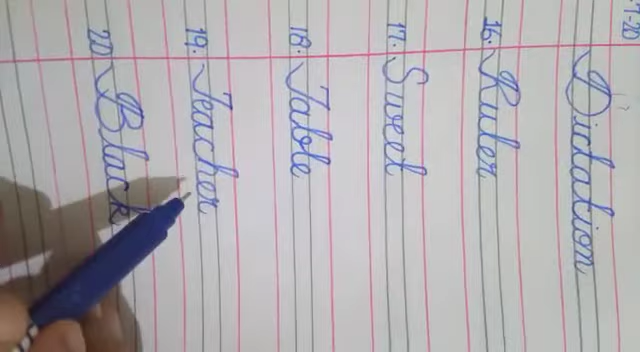 Dictation
16. Ruler
17. Sweet
18. Table
19. Teacher
20. Black